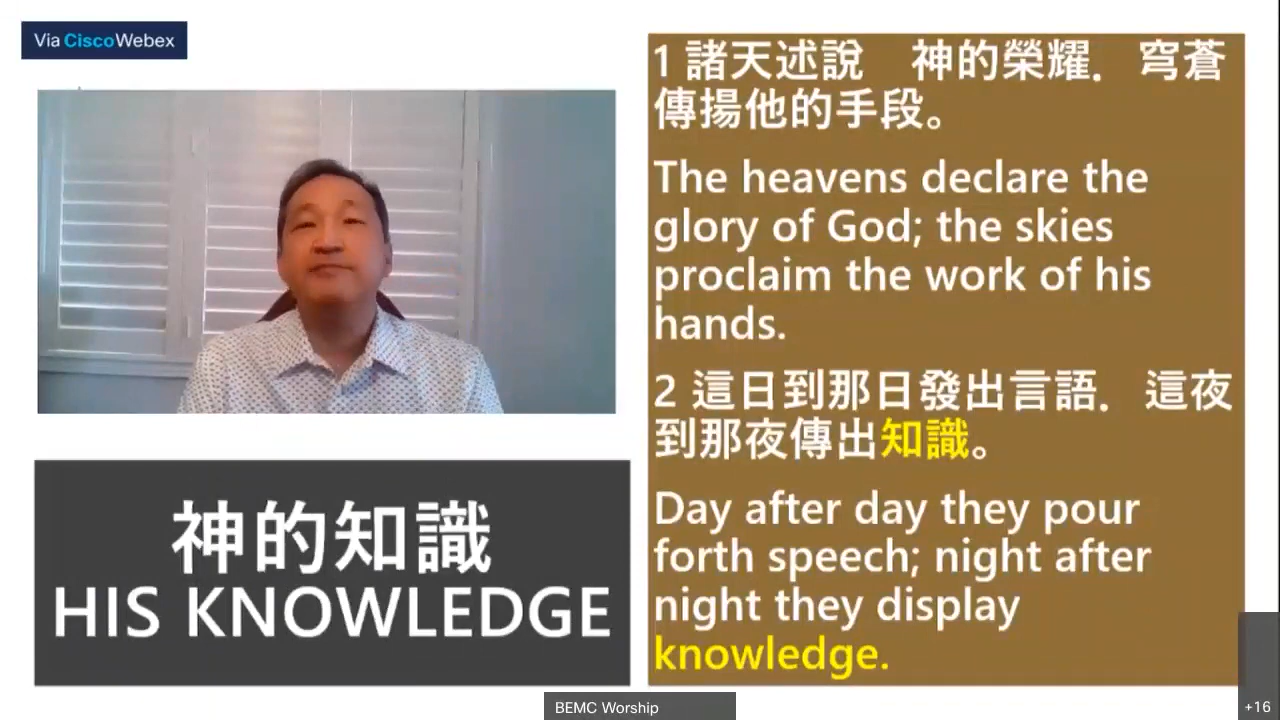 Via Cisco Webex
1 諸天述說　神的榮耀．穹蒼
傳揚他的手段。
The heavens declare the
glory of God; the skies
proclaim the work of his
hands.
2 這日到那日發出言語．這夜
到那夜傳出知識。
Day after day they pour
forth speech; night after
night they display
knowledge.
神的知識
HIS KNOWLEDGE
BEMC Worship
+16